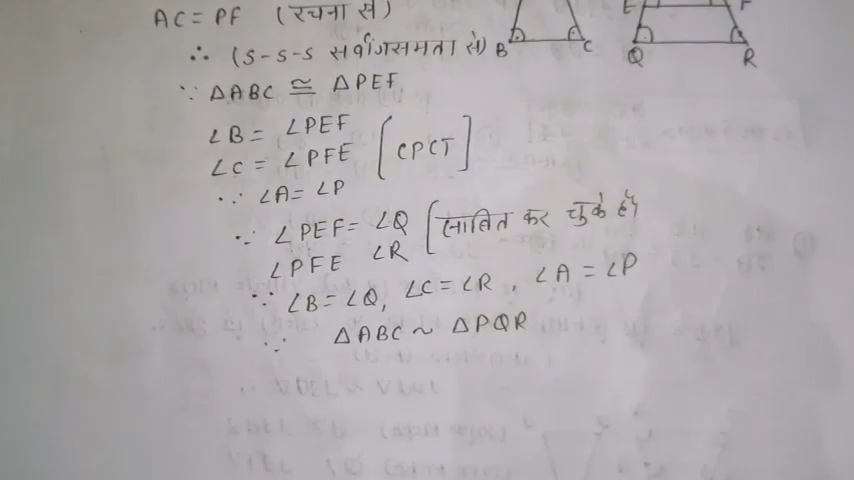 AC = PF (रचना से)
∴ (S-S-S सर्वांगसमता से)
B C
E F
Q R
∵ ΔABC ≅ ΔPEF
∠B = ∠PEF
∠C = ∠PFE [CPCT]
∵ ∠A = ∠P
∵ ∠PEF = ∠Q [साबित कर चुके हैं
∠PFE ∠R
∵ ∠B = ∠Q, ∠C = ∠R, ∠A = ∠P
∵ ΔABC ~ ΔPQR